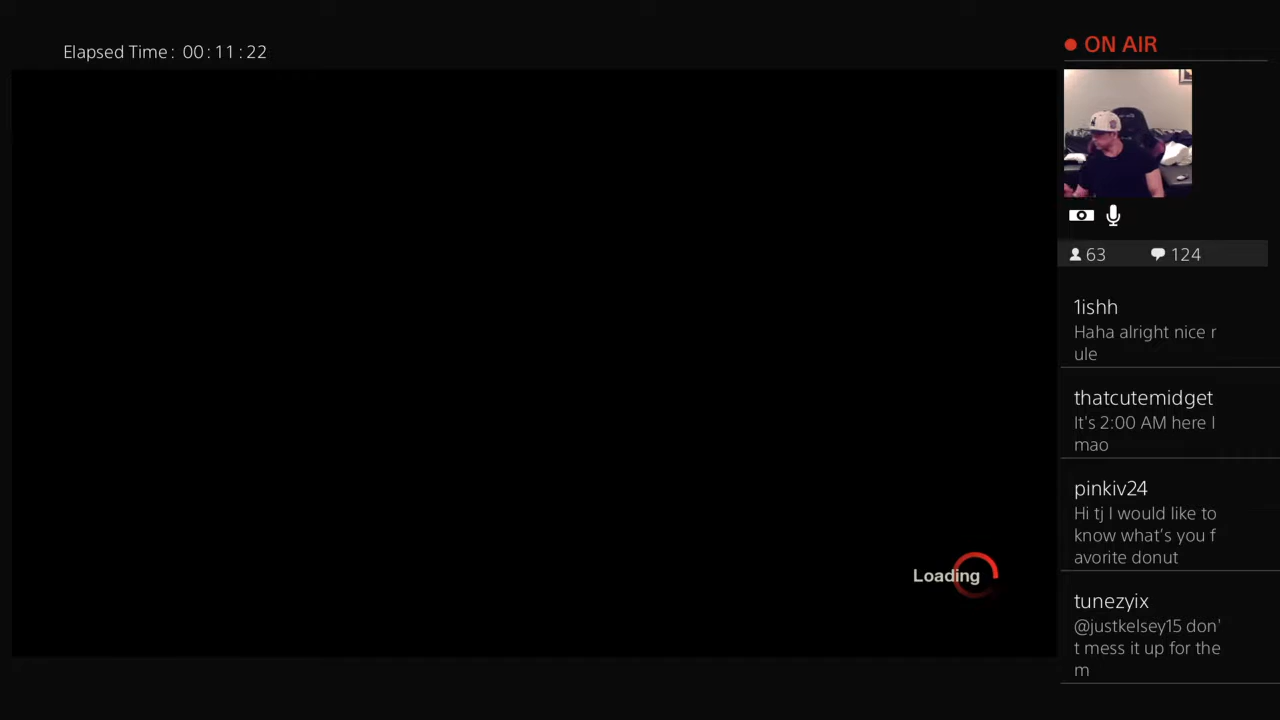 Elapsed Time: 00:11:22
ON AIR
63 124
1ishh
Haha alright nice r
ule
thatcutemidget
It's 2:00 AM here l
mao
pinkiv24
Hi tj I would like to
know what's you f
avorite donut
tunezyix
@justkelsey15 don'
t mess it up for the
m
Loading